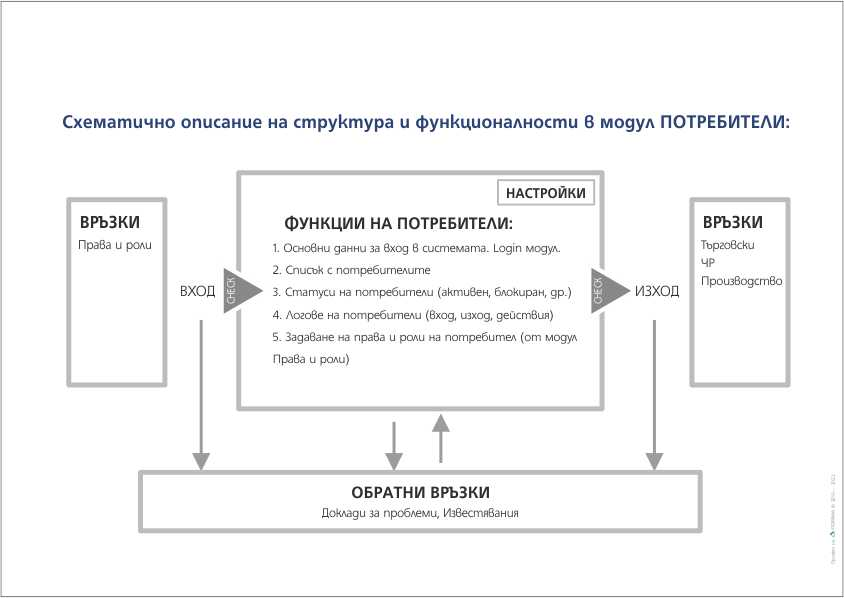 Схематично описание на структура и функционалности в модул ПОТРЕБИТЕЛИ:
ВРЪЗКИ
Права и роли
ВХОД
CHECK
НАСТРОЙКИ
ФУНКЦИИ НА ПОТРЕБИТЕЛИ:
1. Основни данни за вход в системата. Login модул.
2. Списък с потребителите
3. Статуси на потребители (активен, блокиран, др.)
4. Логове на потребители (вход, изход, действия)
5. Задаване на права и роли на потребител (от модул
Права и роли)
CHECK
ИЗХОД
ВРЪЗКИ
Търговски
ЧР
Производство
ОБРАТНИ ВРЪЗКИ
Доклади за проблеми, Известявания